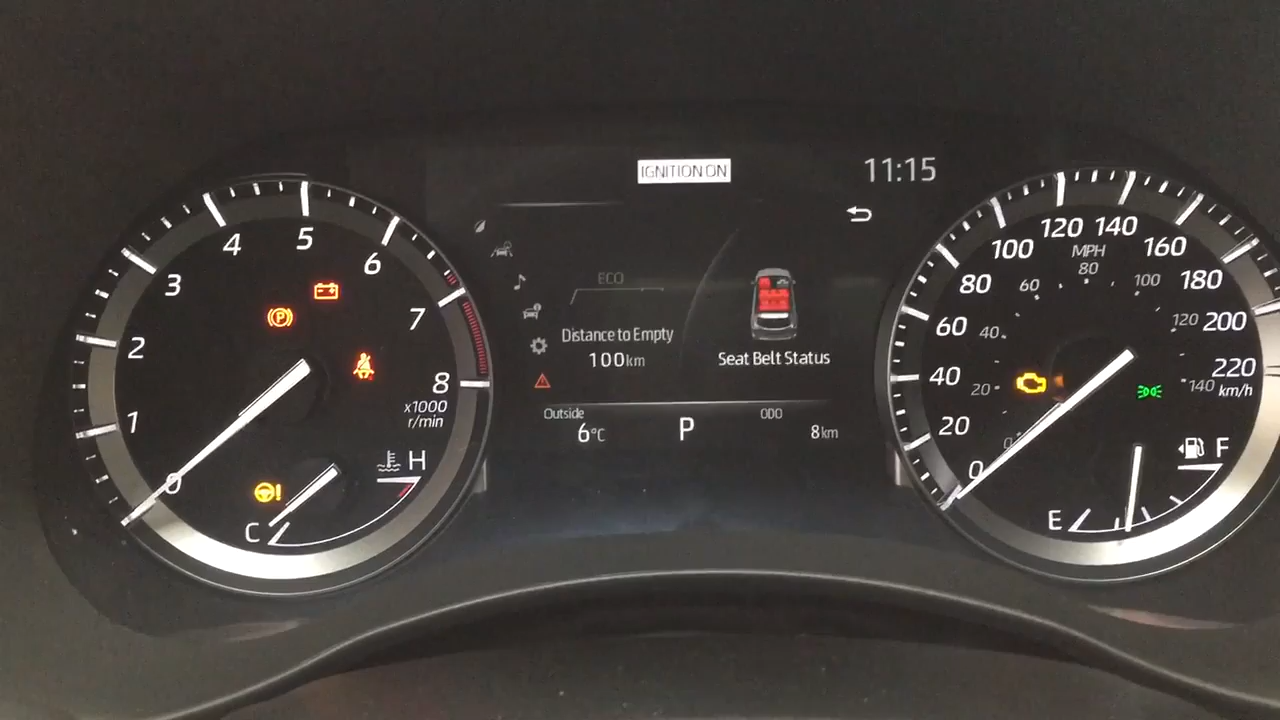 IGNITION ON
11:15
ECO
Distance to Empty
100km
Seat Belt Status
Outside
6°C
P
ODO
8km
0
1
2
3
4
5
6
7
8
x1000
r/min
P
!
C
H
0
20
40
60
80
100
120
140
160
180
200
220
km/h
MPH
0
20
40
60
80
100
120
140
E
F